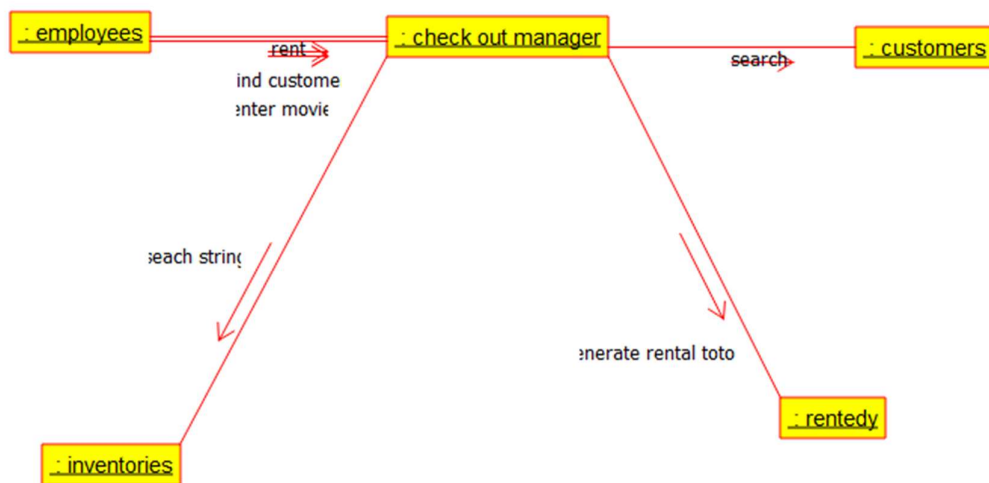 : employees
: check out manager
: customers
rent
search
ind custome
enter movie
seach string
enerate rental toto
: rentedy
: inventories